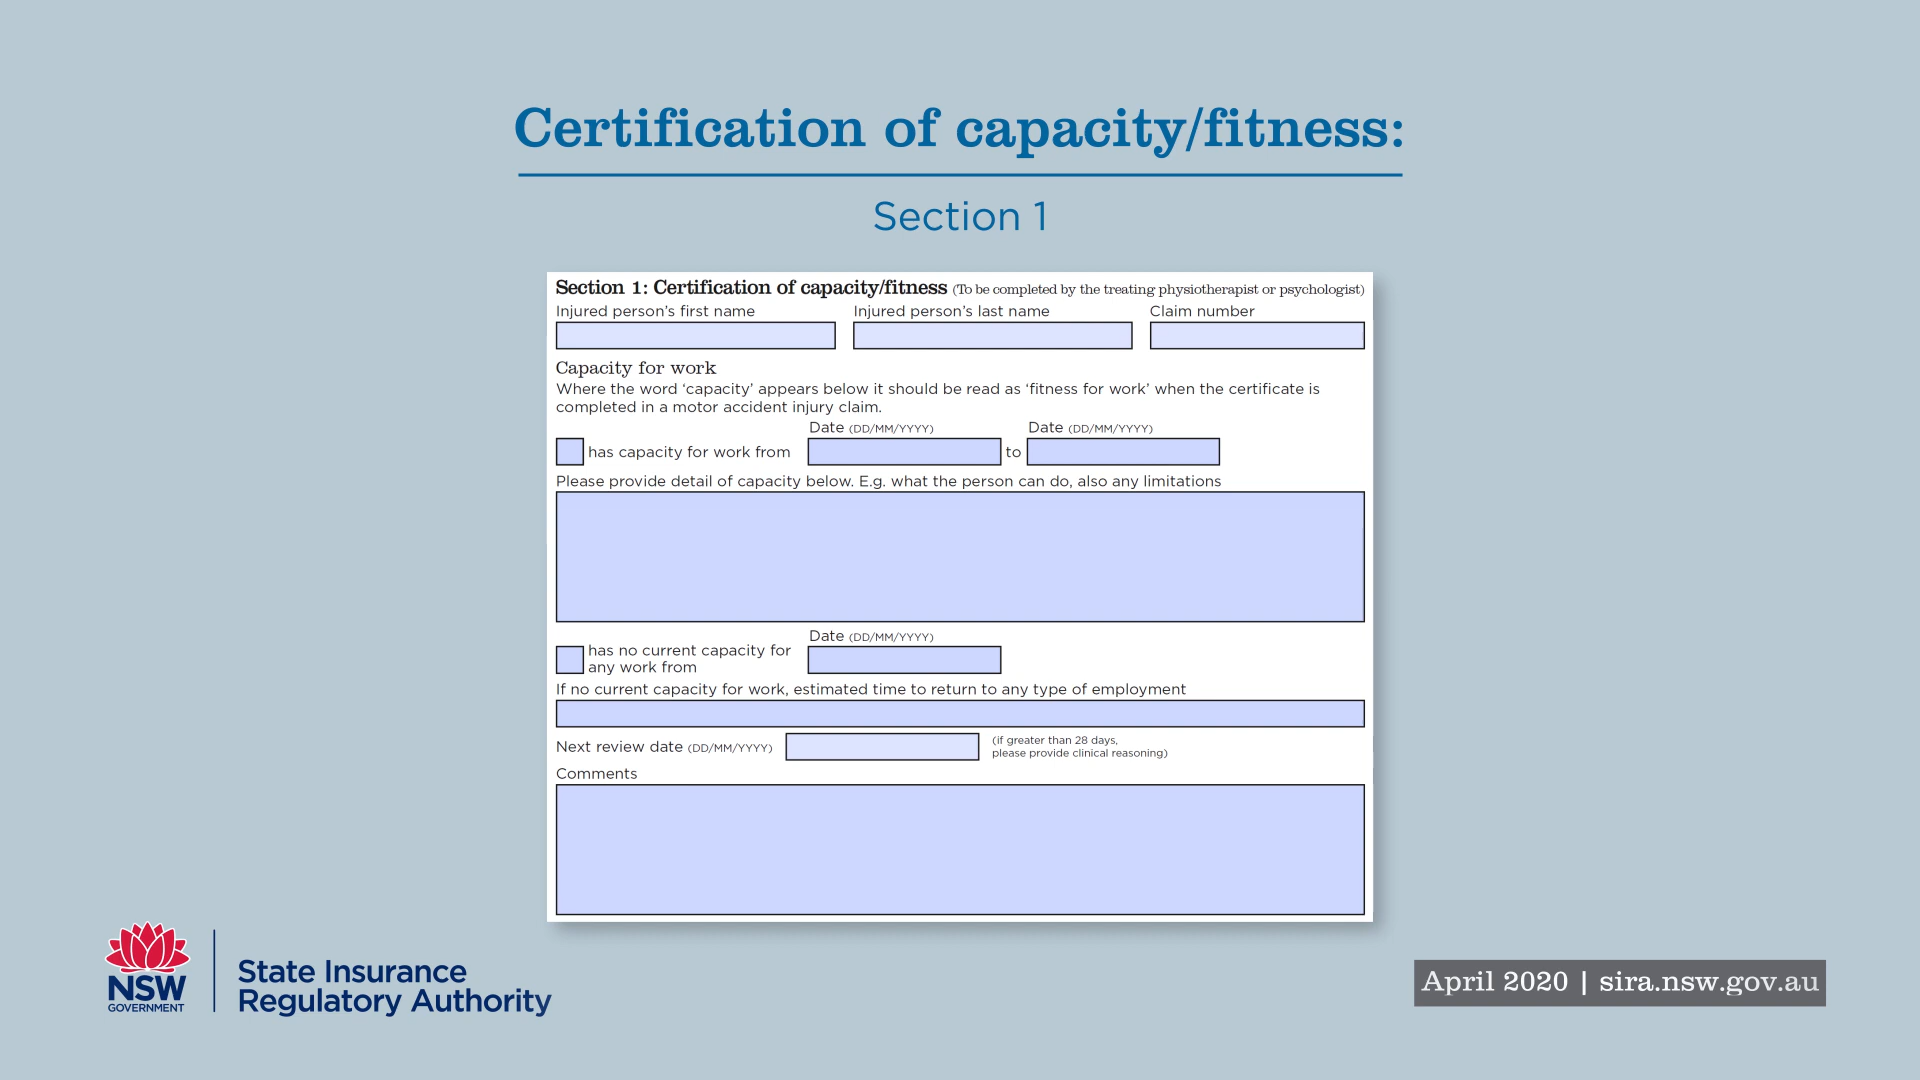 Certification of capacity/fitness:
Section 1
Section 1: Certification of capacity/fitness (To be completed by the treating physiotherapist or psychologist)
Injured person's first name Injured person's last name Claim number
Capacity for work
Where the word ‘capacity’ appears below it should be read as ‘fitness for work’ when the certificate is
completed in a motor accident injury claim.
Date (DD/MM/YYYY) Date (DD/MM/YYYY)
has capacity for work from to
Please provide detail of capacity below. E.g. what the person can do, also any limitations
Date (DD/MM/YYYY)
has no current capacity for
any work from
If no current capacity for work, estimated time to return to any type of employment
Next review date (DD/MM/YYYY) (if greater than 28 days,
please provide clinical reasoning)
Comments
NSW
GOVERNMENT
State Insurance
Regulatory Authority
April 2020 | sira.nsw.gov.au